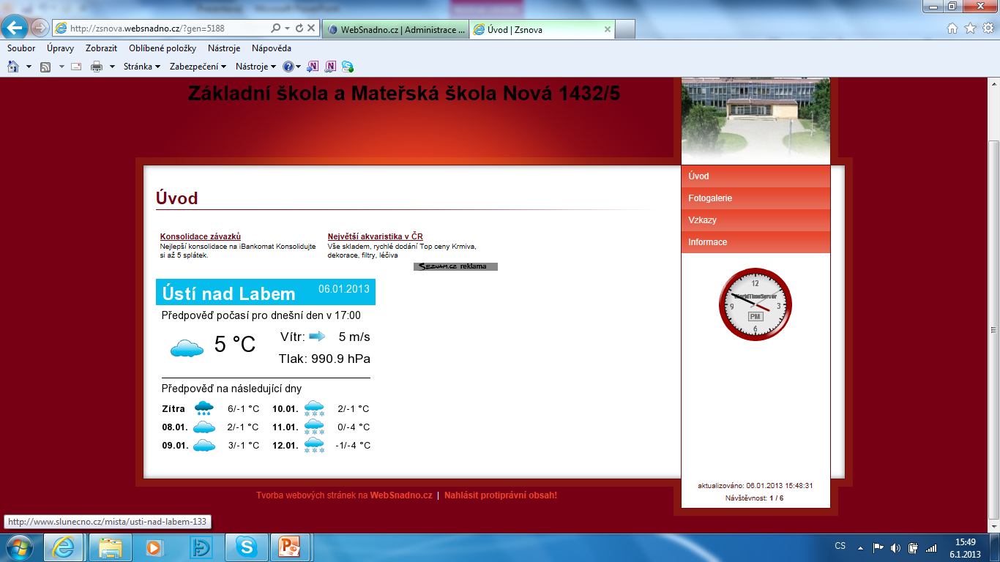 http://zsnova.websnadno.cz/?gen=5188
WebSnadno.cz | Administrace ...
Úvod | Zsnova
Soubor Úpravy Zobrazit Oblíbené položky Nástroje Nápověda
Stránka Zabezpečení Nástroje
Základní škola a Mateřská škola Nová 1432/5
Úvod
Fotogalerie
Vzkazy
Informace
Úvod
Konsolidace závazků
Nejlepší konsolidace na iBankomat Konsolidujte
si až 5 splátek.
Největší akvaristika v ČR
Vše skladem, rychlé dodání Top ceny Krmiva,
dekorace, filtry, léčiva
Seznam.cz reklama
Ústí nad Labem 06.01.2013
Předpověď počasí pro dnešní den v 17:00
5 °C
Vítr: 5 m/s
Tlak: 990.9 hPa
Předpověď na následující dny
Zítra 6/-1 °C 10.01. 2/-1 °C
08.01. 2/-1 °C 11.01. 0/-4 °C
09.01. 3/-1 °C 12.01. -1/-4 °C
12
WorldTimeServer
9 3
PM
6
aktualizováno: 06.01.2013 15:48:31
Návštěvnost: 1 / 6
Tvorba webových stránek na WebSnadno.cz | Nahlásit protiprávní obsah!
http://www.slunecno.cz/mista/usti-nad-labem-133
CS
15:49
6.1.2013